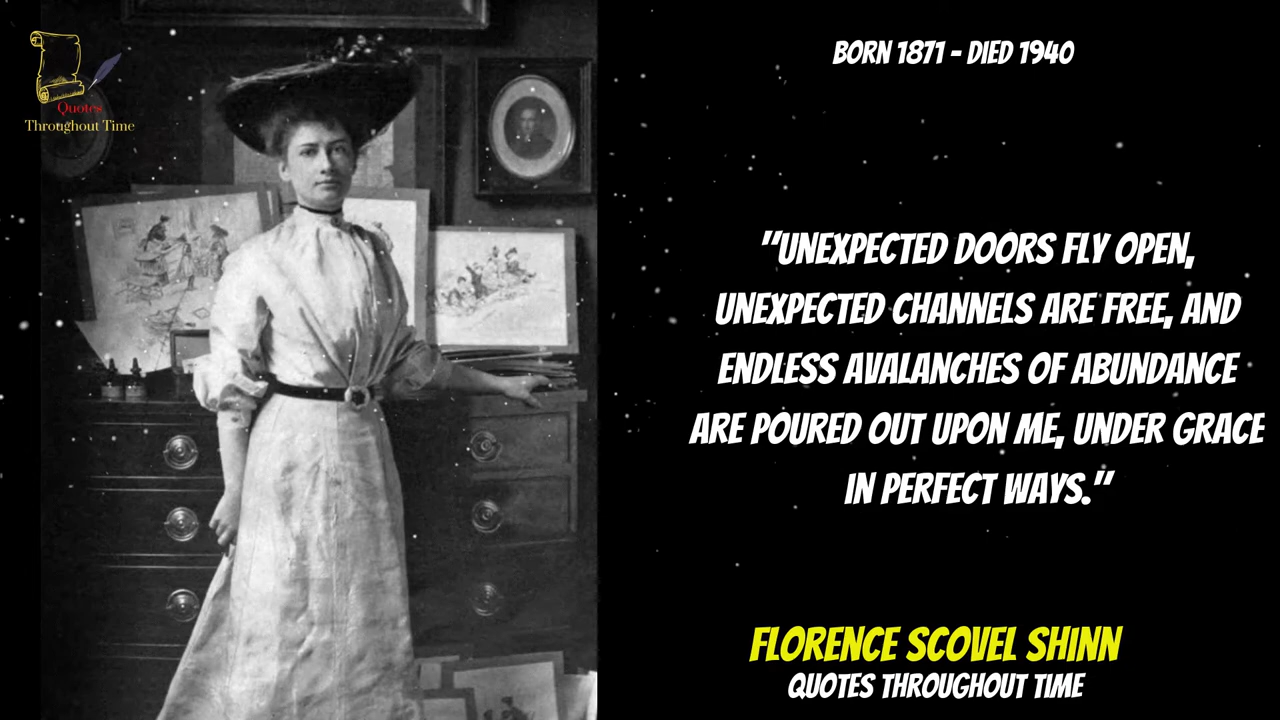 Quotes
Throughout Time
BORN 1871 - DIED 1940
"UNEXPECTED DOORS FLY OPEN,
UNEXPECTED CHANNELS ARE FREE, AND
ENDLESS AVALANCHES OF ABUNDANCE
ARE POURED OUT UPON ME, UNDER GRACE
IN PERFECT WAYS."
FLORENCE SCOVEL SHINN
QUOTES THROUGHOUT TIME